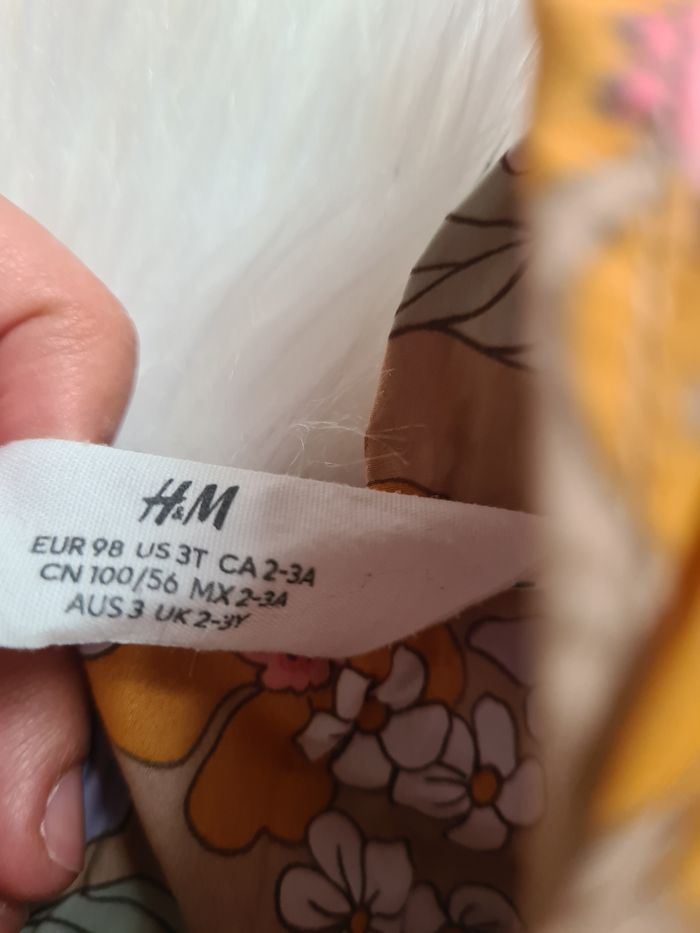 H&M
EUR 98 US 3T CA 2-3A
CN 100/56 MX 2-3A
AUS 3 UK 2-3Y